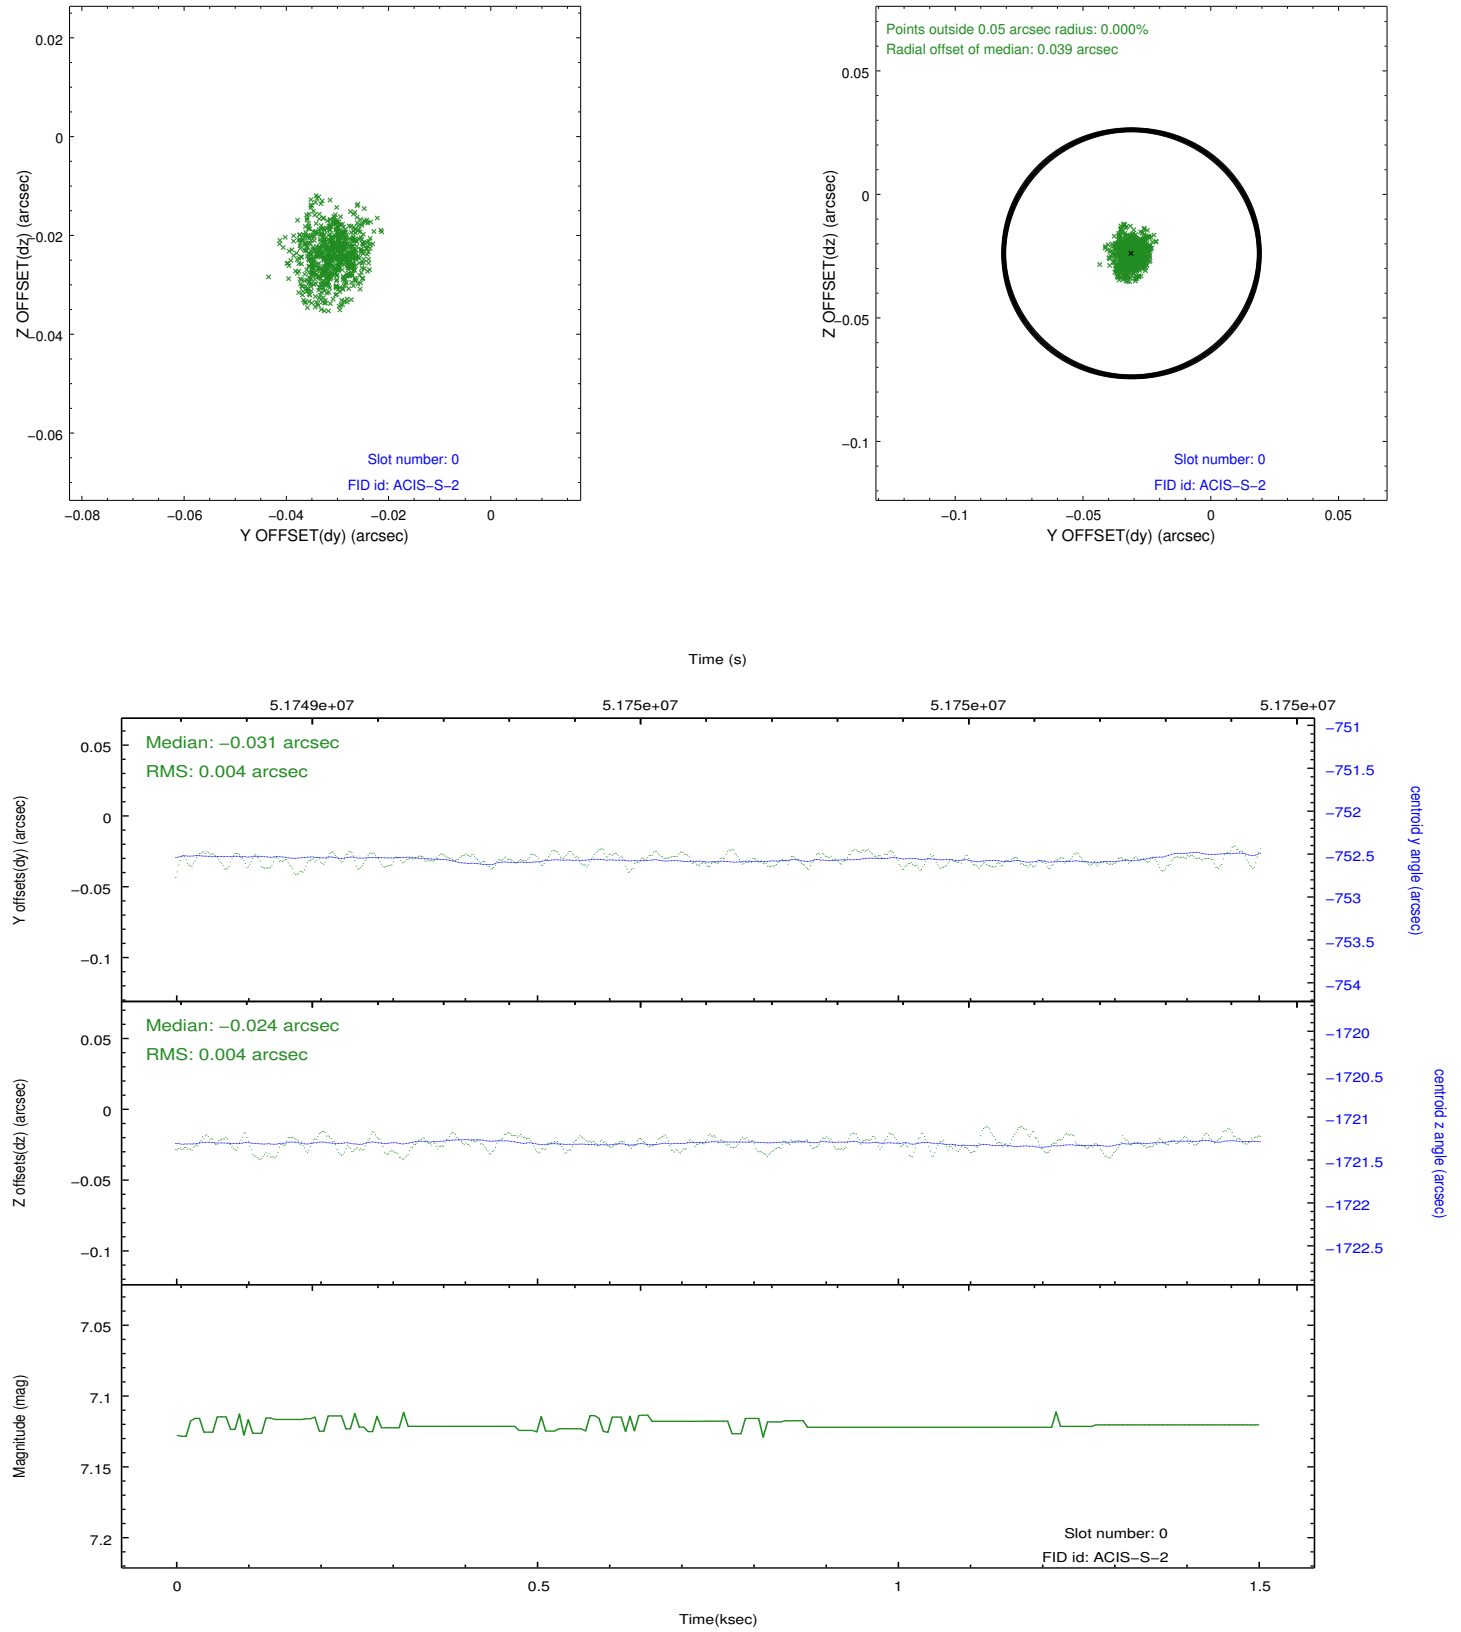 0.02
0
−0.02
−0.04
−0.06
Z OFFSET(dz) (arcsec)
Slot number: 0
FID id: ACIS−S−2
−0.08
−0.06
−0.04
−0.02
0
Y OFFSET(dy) (arcsec)
Points outside 0.05 arcsec radius: 0.000%
Radial offset of median: 0.039 arcsec
0.05
0
−0.05
−0.1
Z OFFSET(dz) (arcsec)
Slot number: 0
FID id: ACIS−S−2
−0.1
−0.05
0
0.05
Y OFFSET(dy) (arcsec)
Time (s)
5.1749e+07
5.175e+07
5.175e+07
5.175e+07
Median: −0.031 arcsec
RMS: 0.004 arcsec
0.05
0
−0.05
−0.1
Y offsets(dy) (arcsec)
−751
−751.5
−752
−752.5
−753
−753.5
−754
centroid y angle (arcsec)
Median: −0.024 arcsec
RMS: 0.004 arcsec
0.05
0
−0.05
−0.1
Z offsets(dz) (arcsec)
−1720
−1720.5
−1721
−1721.5
−1722
−1722.5
centroid z angle (arcsec)
7.05
7.1
7.15
7.2
Magnitude (mag)
Slot number: 0
FID id: ACIS−S−2
0
0.5
1
1.5
Time(ksec)